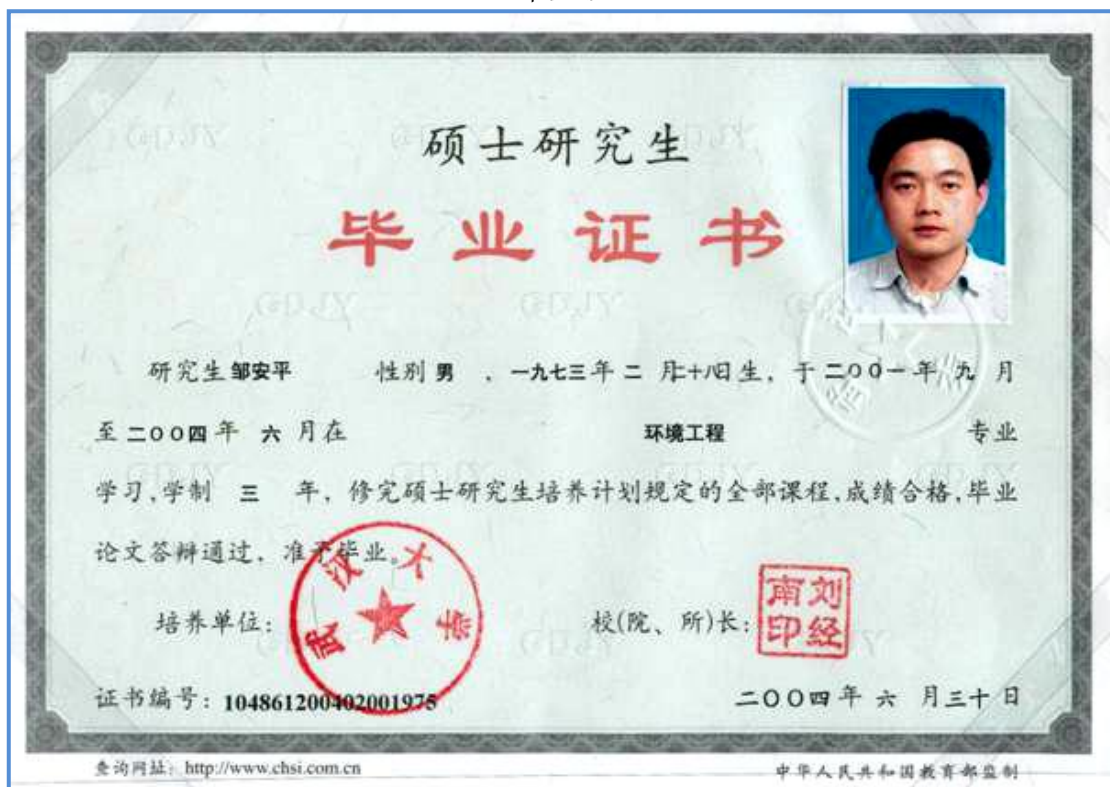 硕士研究生
毕业证书
研究生邹安平 性别 男 ,一九七三年 二 月二十八日生, 于 二00一年 九 月
至 二00四年 六 月在 环境工程 专业
学习,学制 三 年, 修完硕士研究生培养计划规定的全部课程,成绩合格,毕业
论文答辩通过, 准予毕业。
武汉大学
培养单位: 校(院、所)长:
刘经南印
证书编号: 104861200402001975 二00四年 六 月三十日
查询网址: http://www.chsi.com.cn 中华人民共和国教育部监制